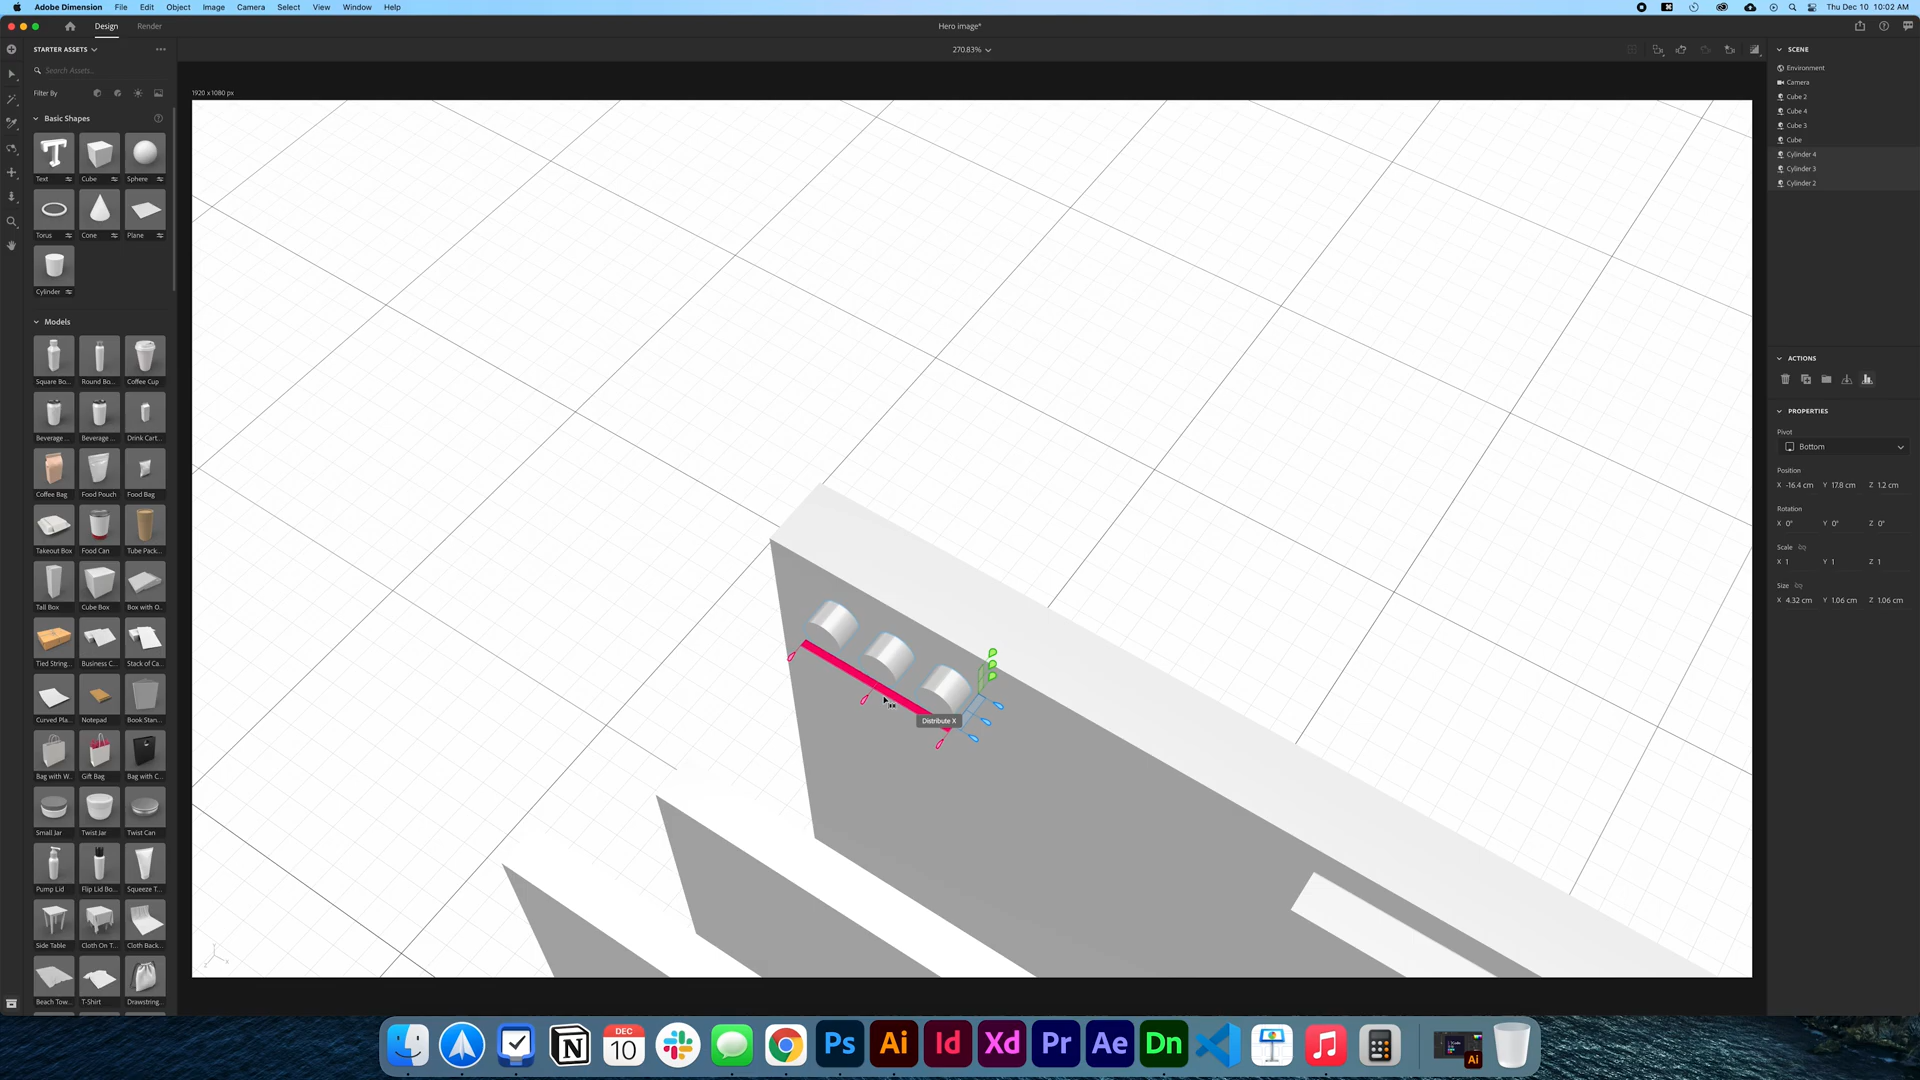 Adobe Dimension File Edit Object Image Camera Select View Window Help Thu Dec 10 10:02 AM
Design Render Hero image*
STARTER ASSETS 270.83% SCENE
Search Assets...
Filter By
1920 x 1080 px
Environment
Camera
Cube 2
Cube 4
Cube 3
Cube
Cylinder 4
Cylinder 3
Cylinder 2
Basic Shapes
Text Cube Sphere
Torus Cone Plane
Cylinder
Models
Square Bo... Round Bo... Coffee Cup
Beverage ... Beverage ... Drink Cart...
Coffee Bag Food Pouch Food Bag
Takeout Box Food Can Tube Pack...
Tall Box Cube Box Box with O...
Tied String... Business C... Stack of Ca...
Curved Pla... Notepad Book Stan...
Bag with W... Gift Bag Bag with C...
Small Jar Twist Jar Twist Can
Pump Lid Flip Lid Bo... Squeeze T...
Side Table Cloth On T... Cloth Back...
Beach Tow... T-Shirt Drawstring...
Distribute X
ACTIONS
PROPERTIES
Pivot
Bottom
Position
X -16.4 cm Y 17.8 cm Z 1.2 cm
Rotation
X 0° Y 0° Z 0°
Scale
X 1 Y 1 Z 1
Size
X 4.32 cm Y 1.06 cm Z 1.06 cm
DEC
10
Ps Ai Id Xd Pr Ae Dn
Ai